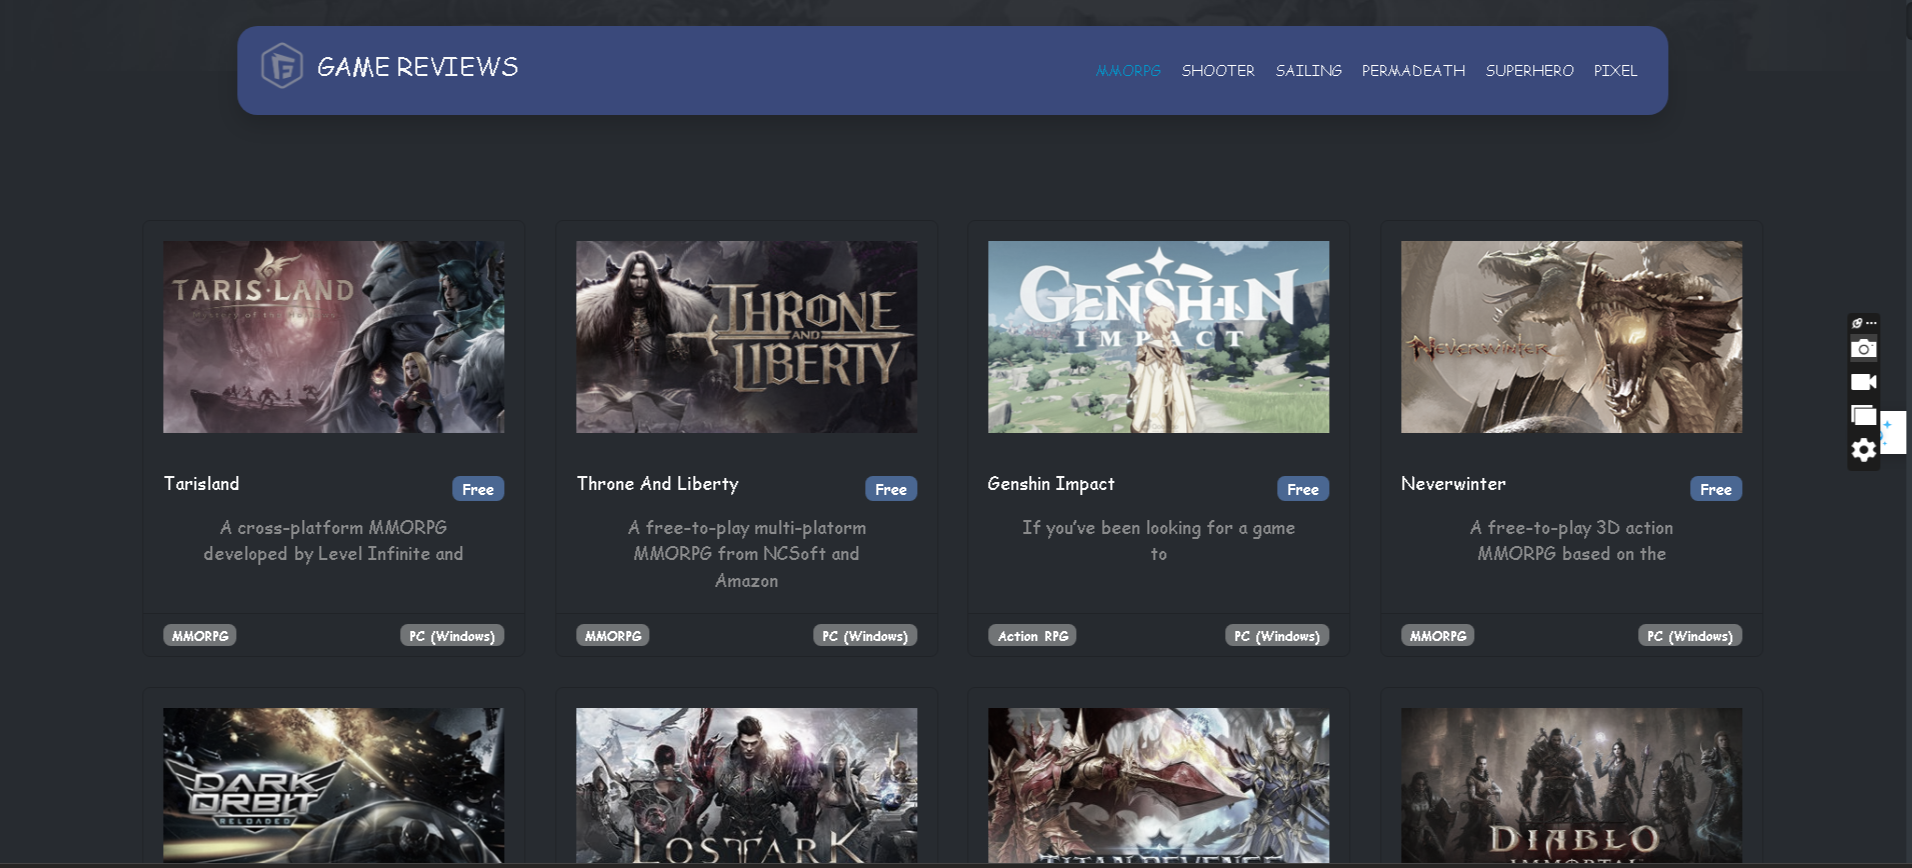 GAME REVIEWS
MMORPG SHOOTER SAILING PERMADEATH SUPERHERO PIXEL
TARISLAND
THRONE
AND
LIBERTY
GENSHIN
IMPACT
NEVERWINTER
Tarisland
Free
A cross-platform MMORPG
developed by Level Infinite and
MMORPG
PC (Windows)
Throne And Liberty
Free
A free-to-play multi-platorm
MMORPG from NCSoft and
Amazon
MMORPG
PC (Windows)
Genshin Impact
Free
If you've been looking for a game
to
Action RPG
PC (Windows)
Neverwinter
Free
A free-to-play 3D action
MMORPG based on the
MMORPG
PC (Windows)
DARK
ORBIT
RELOADED
LOST ARK
TITAN REVENGE
DIABLO
IMMORTAL